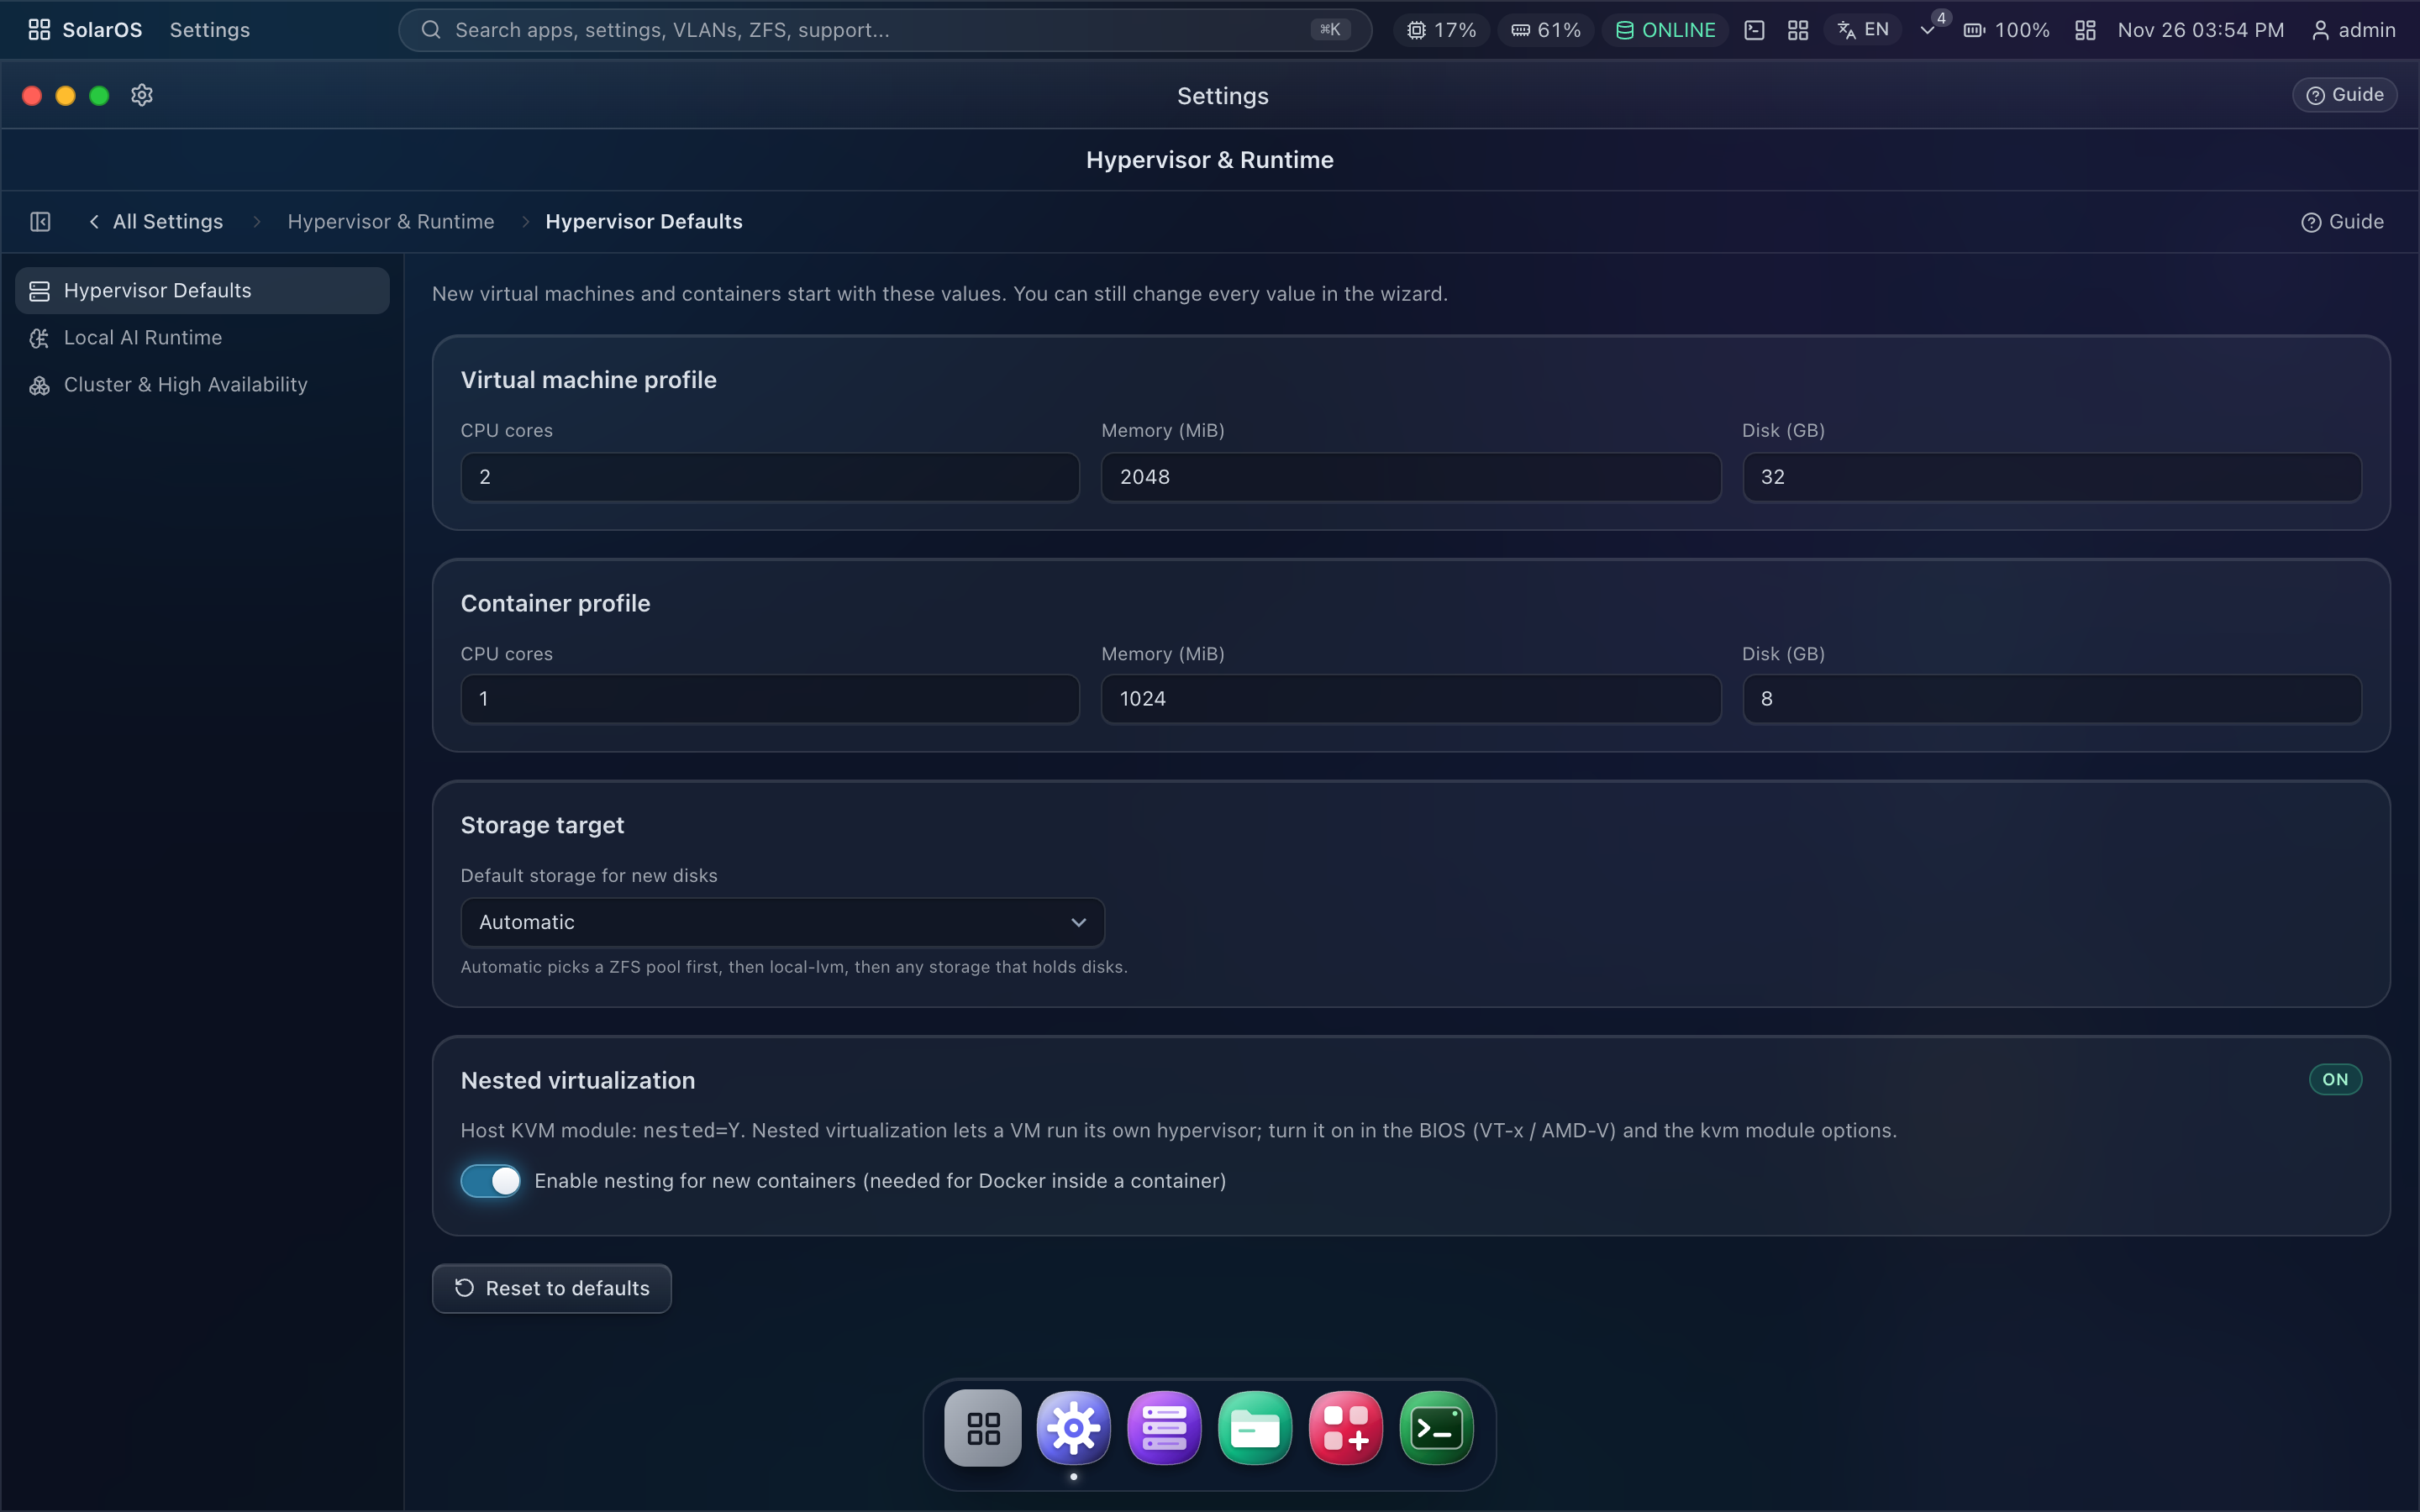 SolarOS Settings Search apps, settings, VLANs, ZFS, support... ⌘K 17% 61% ONLINE EN 4 100% Nov 26 03:54 PM admin
Settings Guide
Hypervisor & Runtime
All Settings Hypervisor & Runtime Hypervisor Defaults Guide
Hypervisor Defaults
Local AI Runtime
Cluster & High Availability
New virtual machines and containers start with these values. You can still change every value in the wizard.
Virtual machine profile
CPU cores Memory (MiB) Disk (GB)
2 2048 32
Container profile
CPU cores Memory (MiB) Disk (GB)
1 1024 8
Storage target
Default storage for new disks
Automatic
Automatic picks a ZFS pool first, then local-lvm, then any storage that holds disks.
Nested virtualization ON
Host KVM module: nested=Y. Nested virtualization lets a VM run its own hypervisor; turn it on in the BIOS (VT-x / AMD-V) and the kvm module options.
Enable nesting for new containers (needed for Docker inside a container)
Reset to defaults